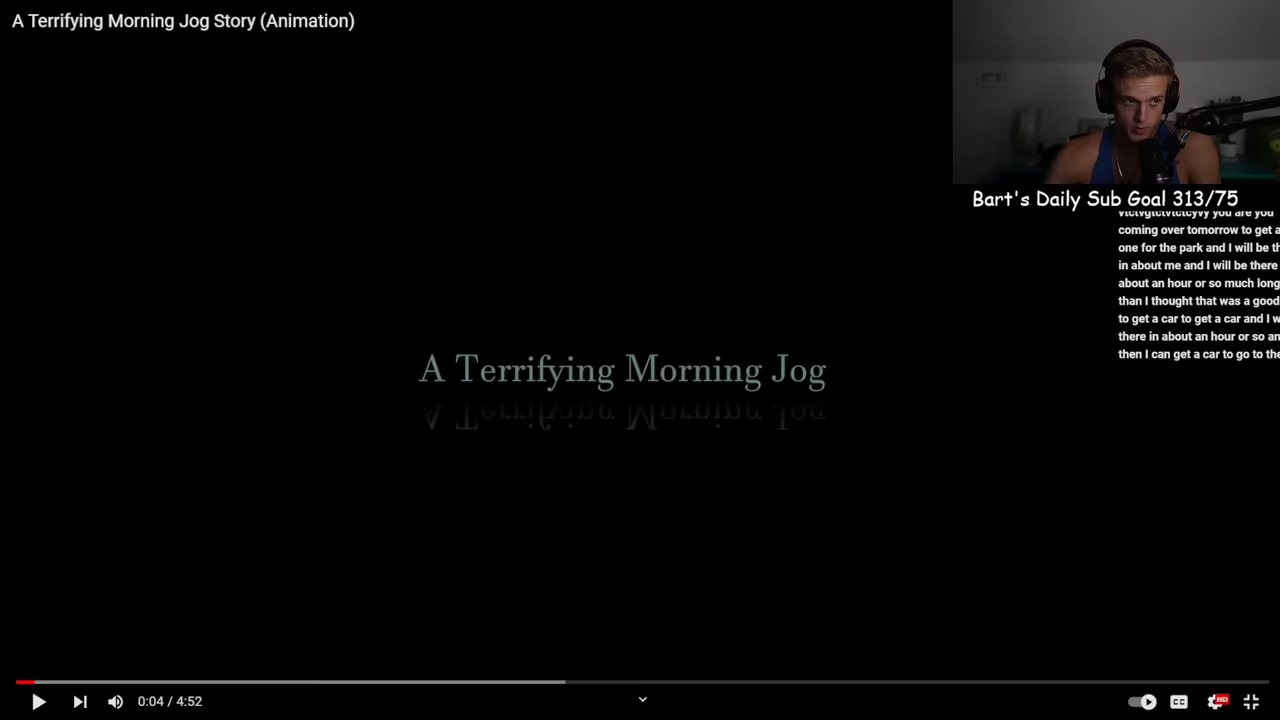 A Terrifying Morning Jog Story (Animation)
Bart's Daily Sub Goal 313/75
you are you
coming over tomorrow to get a
one for the park and I will be
in about me and I will be there
about an hour or so much long
than I thought that was a good
to get a car to get a car and I
there in about an hour or so
then I can get a car to go to the
A Terrifying Morning Jog
0:04 / 4:52
CC
HD